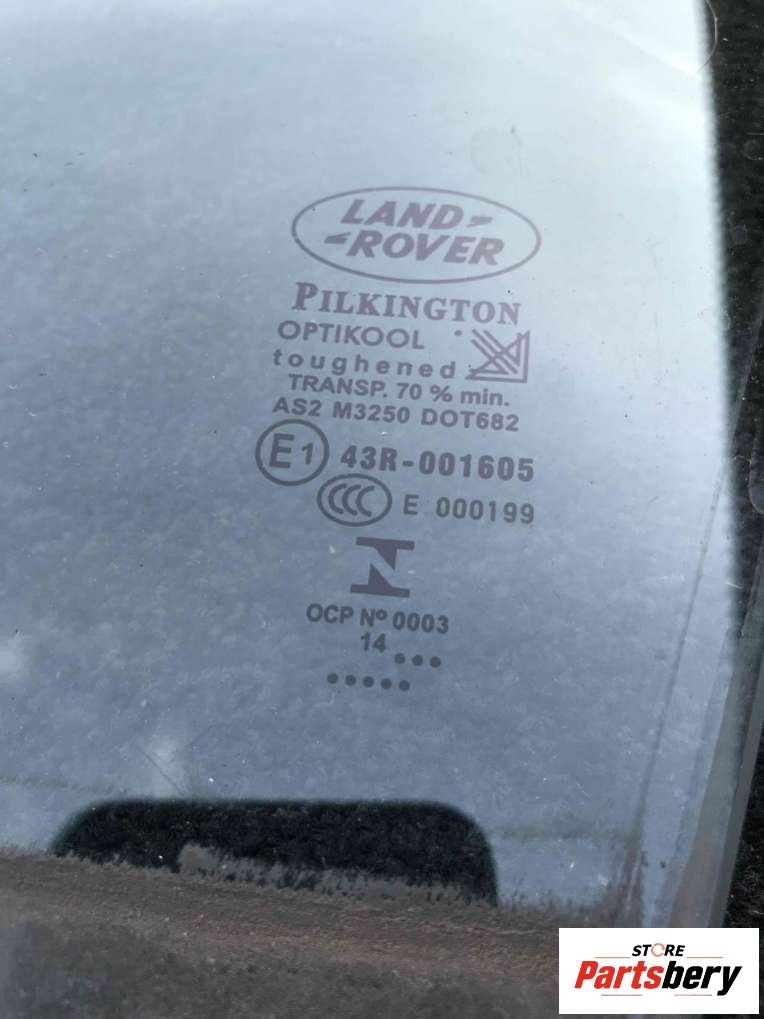 LAND-
-ROVER
PILKINGTON
OPTIKOOL
toughened
TRANSP. 70 % min.
AS2 M3250 DOT682
E1 43R-001605
CCC E 000199
OCP Nº 0003
14 •••
•••••
STORE
Partsbery